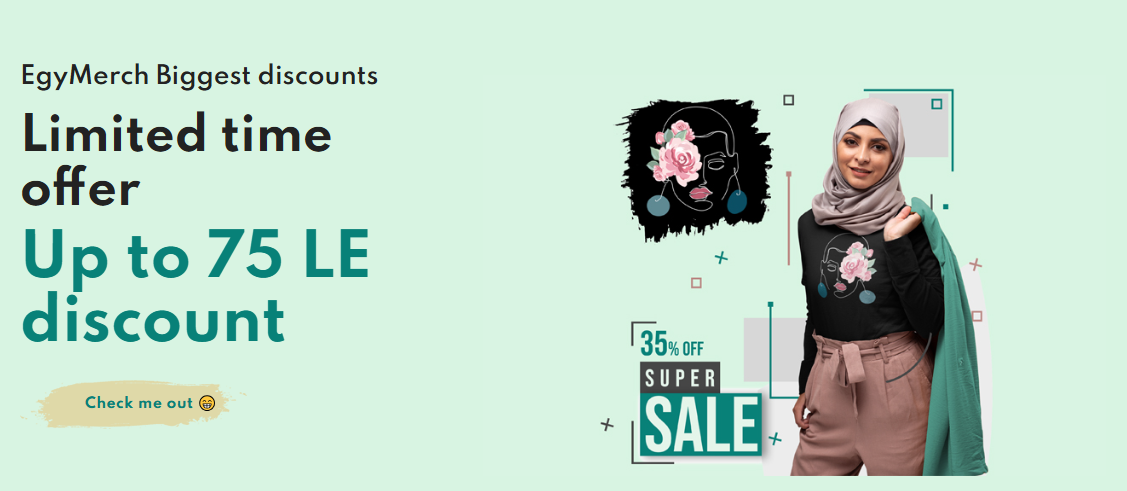 EgyMerch Biggest discounts
Limited time
offer
Up to 75 LE
discount
Check me out 😁
35% OFF
SUPER
SALE